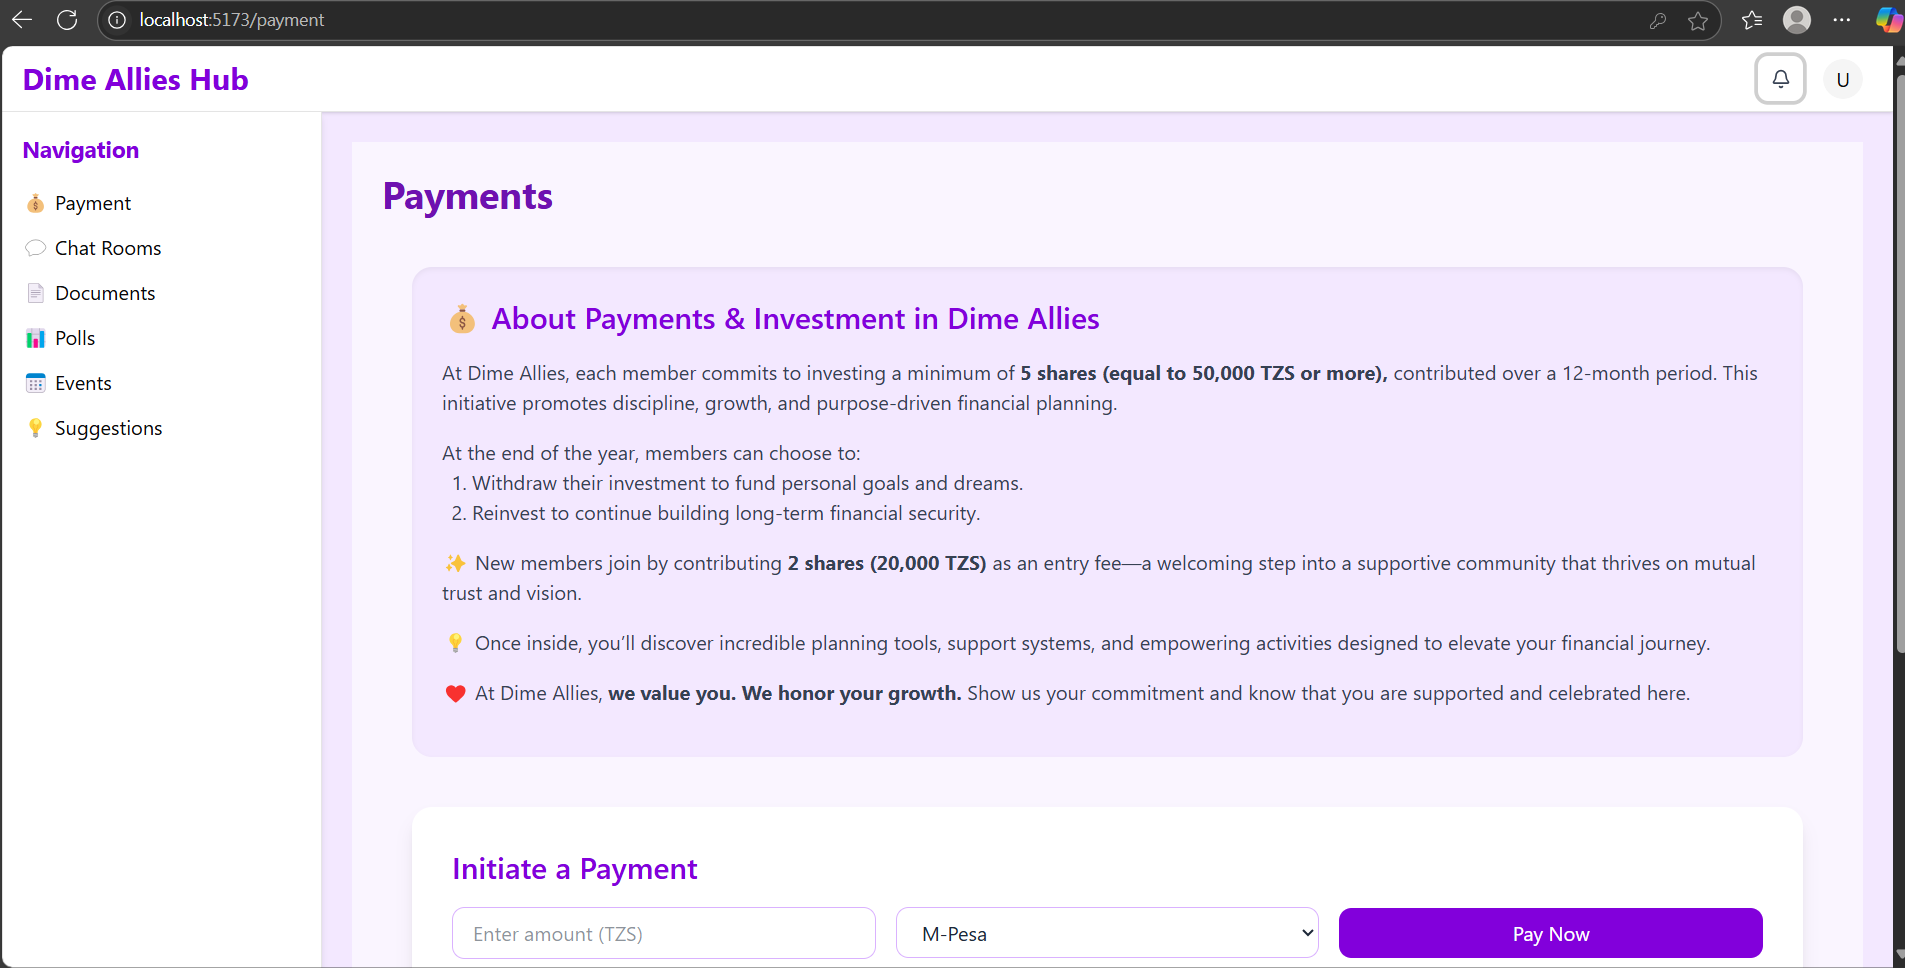 localhost:5173/payment
Dime Allies Hub
U
Navigation
Payment
Chat Rooms
Documents
Polls
Events
Suggestions
Payments
About Payments & Investment in Dime Allies
At Dime Allies, each member commits to investing a minimum of 5 shares (equal to 50,000 TZS or more), contributed over a 12-month period. This
initiative promotes discipline, growth, and purpose-driven financial planning.
At the end of the year, members can choose to:
1. Withdraw their investment to fund personal goals and dreams.
2. Reinvest to continue building long-term financial security.
✨ New members join by contributing 2 shares (20,000 TZS) as an entry fee—a welcoming step into a supportive community that thrives on mutual
trust and vision.
💡 Once inside, you’ll discover incredible planning tools, support systems, and empowering activities designed to elevate your financial journey.
❤️ At Dime Allies, we value you. We honor your growth. Show us your commitment and know that you are supported and celebrated here.
Initiate a Payment
Enter amount (TZS)
M-Pesa
Pay Now